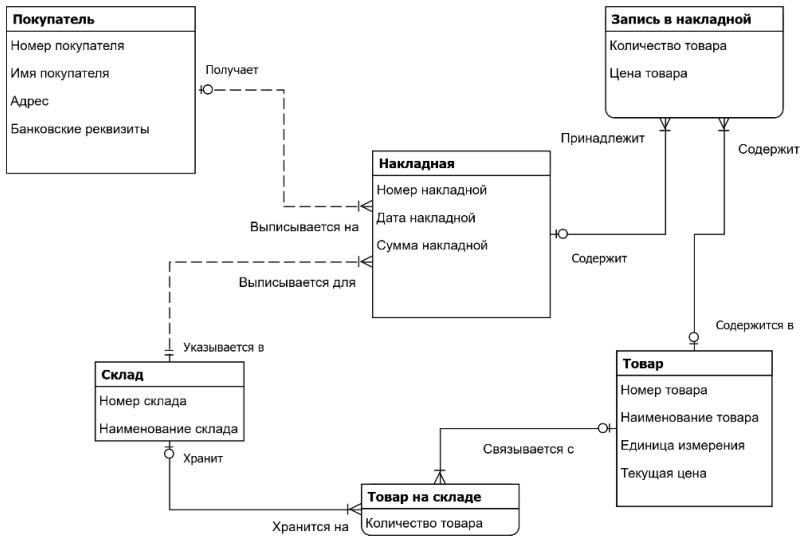 Покупатель
Номер покупателя
Имя покупателя
Адрес
Банковские реквизиты
Получает
Запись в накладной
Количество товара
Цена товара
Принадлежит
Содержит
Накладная
Номер накладной
Дата накладной
Сумма накладной
Выписывается на
Содержит
Выписывается для
Указывается в
Содержится в
Склад
Номер склада
Наименование склада
Товар
Номер товара
Наименование товара
Единица измерения
Текущая цена
Хранит
Связывается с
Товар на складе
Количество товара
Хранится на